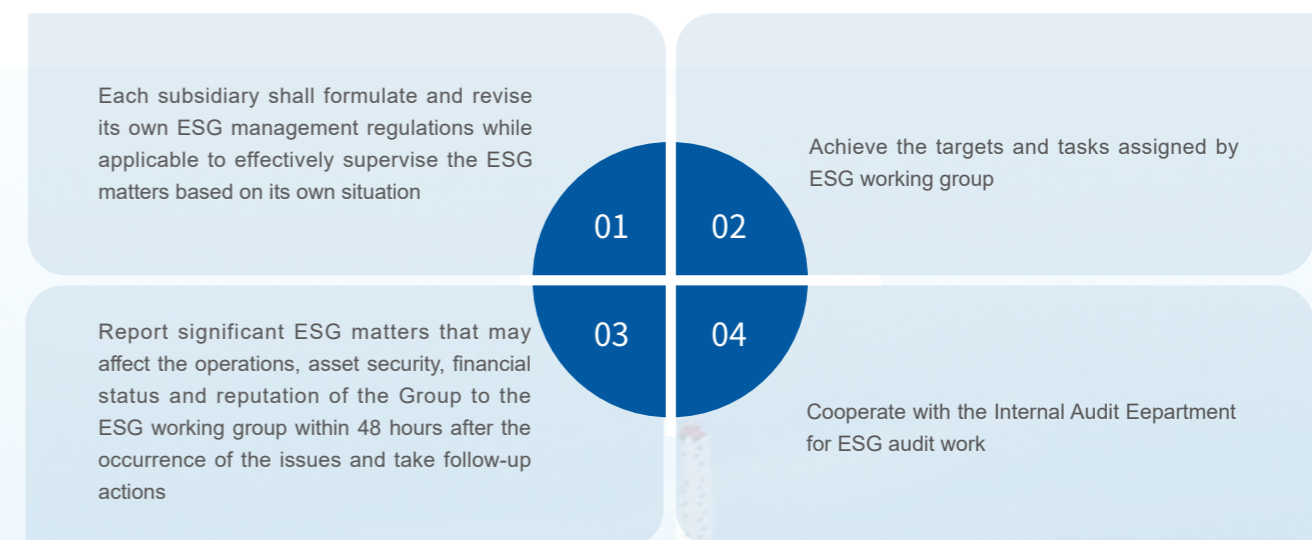 Each subsidiary shall formulate and revise
its own ESG management regulations while
applicable to effectively supervise the ESG
matters based on its own situation
01
Achieve the targets and tasks assigned by
ESG working group
02
Report significant ESG matters that may
affect the operations, asset security, financial
status and reputation of the Group to the
ESG working group within 48 hours after the
occurrence of the issues and take follow-up
actions
03
04
Cooperate with the Internal Audit Eepartment
for ESG audit work